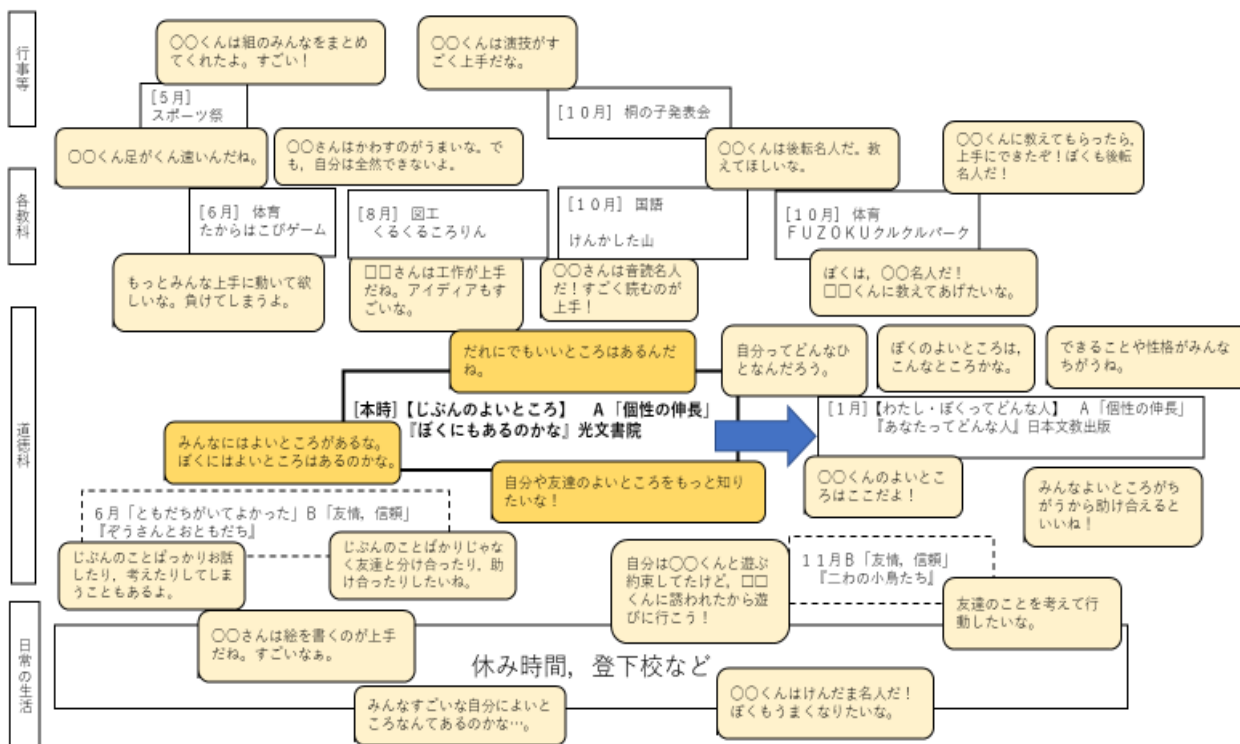 行事等
〇〇くんは組のみんなをまとめ
てくれたよ。すごい！
〇〇くんは演技がす
ごく上手だな。
[５月]
スポーツ祭
[１０月] 桐の子発表会
〇〇くん足がくん速いんだね。
〇〇さんはかわすのがうまいな。で
も，自分は全然できないよ。
〇〇くんは後転名人だ。教
えてほしいな。
〇〇くんに教えてもらったら，
上手にできたぞ！ぼくも後転
名人だ！
各教科
[６月] 体育
たからはこびゲーム
[８月] 図工
くるくるころりん
[１０月] 国語
けんかした山
[１０月] 体育
ＦＵＺＯＫＵクルクルパーク
もっとみんな上手に動いて欲
しいな。負けてしまうよ。
□□さんは工作が上手
だね。アイディアもす
ごいな。
〇〇さんは音読名人
だ！すごく読むのが
上手！
ぼくは，〇〇名人だ！
□□くんに教えてあげたいな。
道徳科
だれにでもいいところはあるんだ
ね。
自分ってどんなひ
となんだろう。
ぼくのよいところは，
こんなところかな。
できることや性格がみんな
ちがうね。
[本時]【じぶんのよいところ】　Ａ「個性の伸長」
『ぼくにもあるのかな』光文書院
[１月]【わたし・ぼくってどんな人】　Ａ「個性の伸長」
『あなたってどんな人』日本文教出版
みんなにはよいところがあるな。
ぼくにはよいところはあるのかな。
自分や友達のよいところをもっと知り
たいな！
〇〇くんのよいとこ
ろはここだよ！
みんなよいところがち
がうから助け合えると
いいね！
６月「ともだちがいてよかった」Ｂ「友情，信頼」
『ぞうさんとおともだち』
じぶんのことばっかりお話
したり，考えたりしてしま
うこともあるよ。
じぶんのことばかりじゃな
く友達と分け合ったり，助
け合ったりしたいね。
自分は〇〇くんと遊ぶ
約束してたけど，□□
くんに誘われたから遊
びに行こう！
１１月Ｂ「友情，信頼」
『二わの小鳥たち』
友達のことを考えて行
動したいな。
日常の生活
〇〇さんは絵を書くのが上手
だね。すごいなぁ。
休み時間，登下校など
みんなすごいな自分によいと
ころなんてあるのかな…。
〇〇くんはけんだま名人だ！
ぼくもうまくなりたいな。